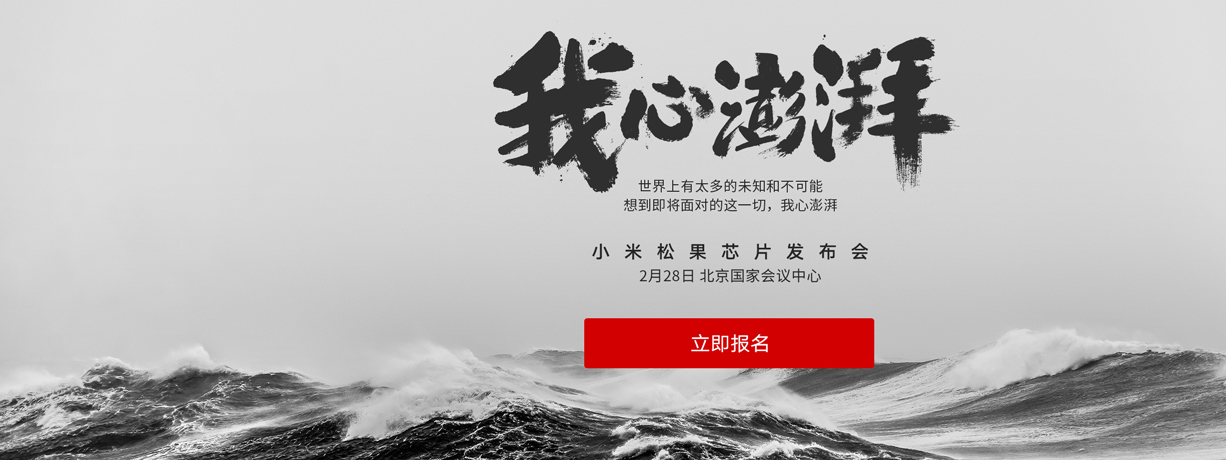 我心澎湃
世界上有太多的未知和不可能
想到即将面对的这一切，我心澎湃
小米松果芯片发布会
2月28日 北京国家会议中心
立即报名